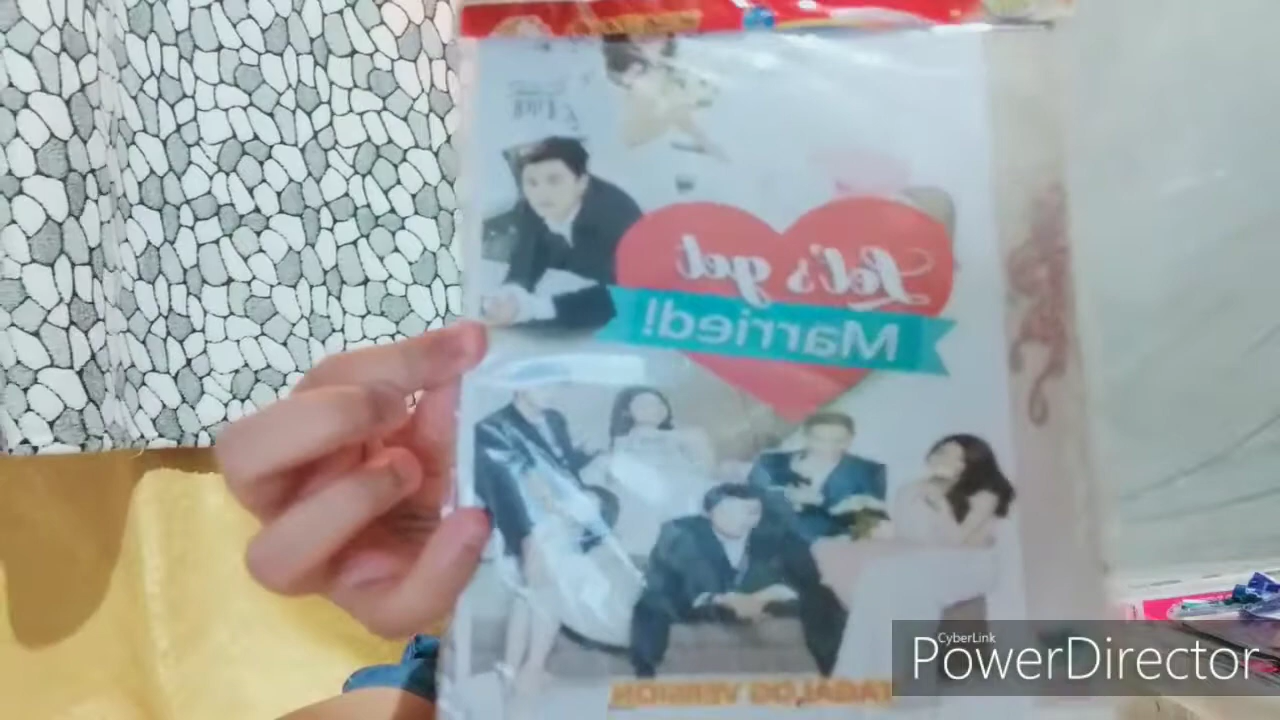 Let's get
Married!
TAGALOG VERSION
CyberLink
PowerDirector